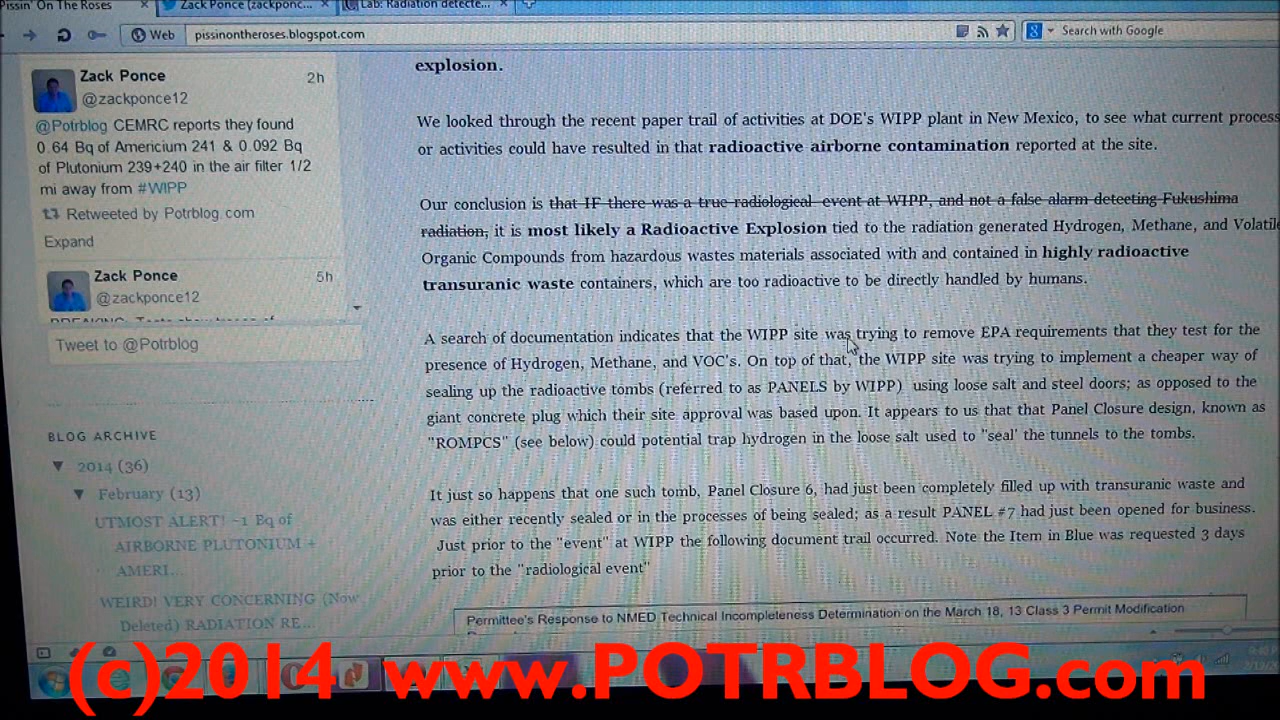 Pissin' On The Roses
Zack Ponce (zackponc...
Lab: Radiation detecte...
Web
pissinontheroses.blogspot.com
Search with Google
Zack Ponce
2h
@zackponce12
@Potrblog CEMRC reports they found
0.64 Bq of Americium 241 & 0.092 Bq
of Plutonium 239+240 in the air filter 1/2
mi away from #WIPP
Retweeted by Potrblog.com
Expand
Zack Ponce
5h
@zackponce12
Tweet to @Potrblog
BLOG ARCHIVE
▼ 2014 (36)
▼ February (13)
UTMOST ALERT! ~1 Bq of
AIRBORNE PLUTONIUM +
AMERI...
WEIRD! VERY CONCERNING (Now
Deleted) RADIATION RE...
explosion.
We looked through the recent paper trail of activities at DOE's WIPP plant in New Mexico, to see what current process
or activities could have resulted in that radioactive airborne contamination reported at the site.
Our conclusion is that IF there was a true radiological event at WIPP, and not a false alarm detecting Fukushima
radiation, it is most likely a Radioactive Explosion tied to the radiation generated Hydrogen, Methane, and Volatile
Organic Compounds from hazardous wastes materials associated with and contained in highly radioactive
transuranic waste containers, which are too radioactive to be directly handled by humans.
A search of documentation indicates that the WIPP site was trying to remove EPA requirements that they test for the
presence of Hydrogen, Methane, and VOC's. On top of that, the WIPP site was trying to implement a cheaper way of
sealing up the radioactive tombs (referred to as PANELS by WIPP) using loose salt and steel doors; as opposed to the
giant concrete plug which their site approval was based upon. It appears to us that that Panel Closure design, known as
"ROMPCS" (see below) could potential trap hydrogen in the loose salt used to "seal' the tunnels to the tombs.
It just so happens that one such tomb, Panel Closure 6, had just been completely filled up with transuranic waste and
was either recently sealed or in the processes of being sealed; as a result PANEL #7 had just been opened for business.
Just prior to the "event" at WIPP the following document trail occurred. Note the Item in Blue was requested 3 days
prior to the "radiological event"
Permittee's Response to NMED Technical Incompleteness Determination on the March 18, 13 Class 3 Permit Modification
(c)2014 www.POTRBLOG.com